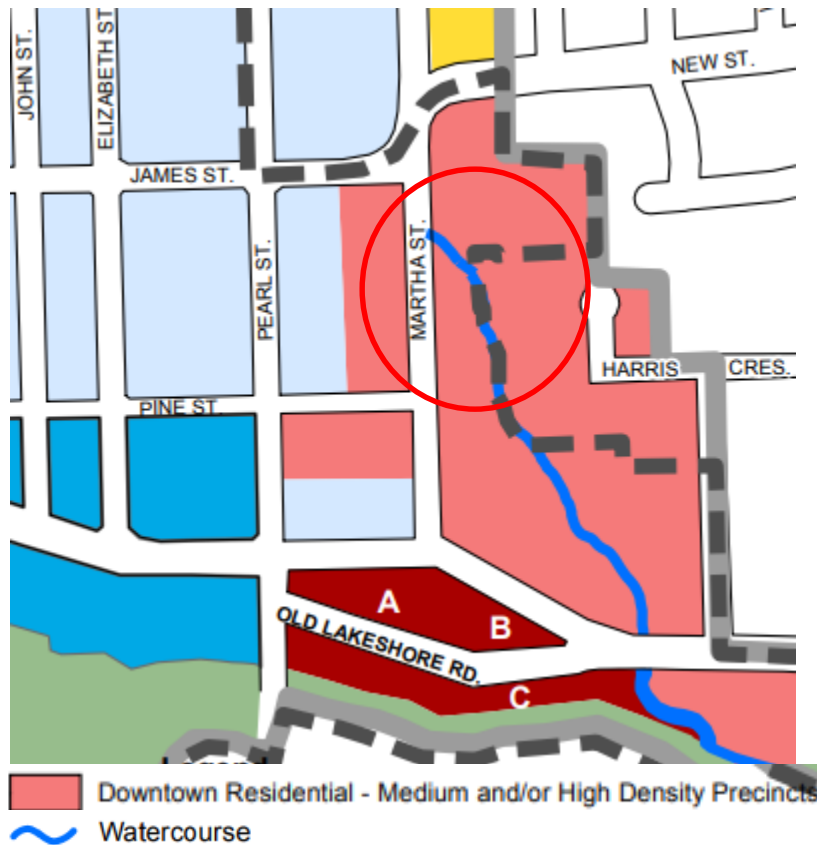 JOHN ST.
ELIZABETH ST
NEW ST.
JAMES ST.
PEARL ST.
MARTHA ST.
HARRIS CRES.
PINE ST.
A
B
OLD LAKESHORE RD.
C
Legend
Downtown Residential - Medium and/or High Density Precincts
Watercourse